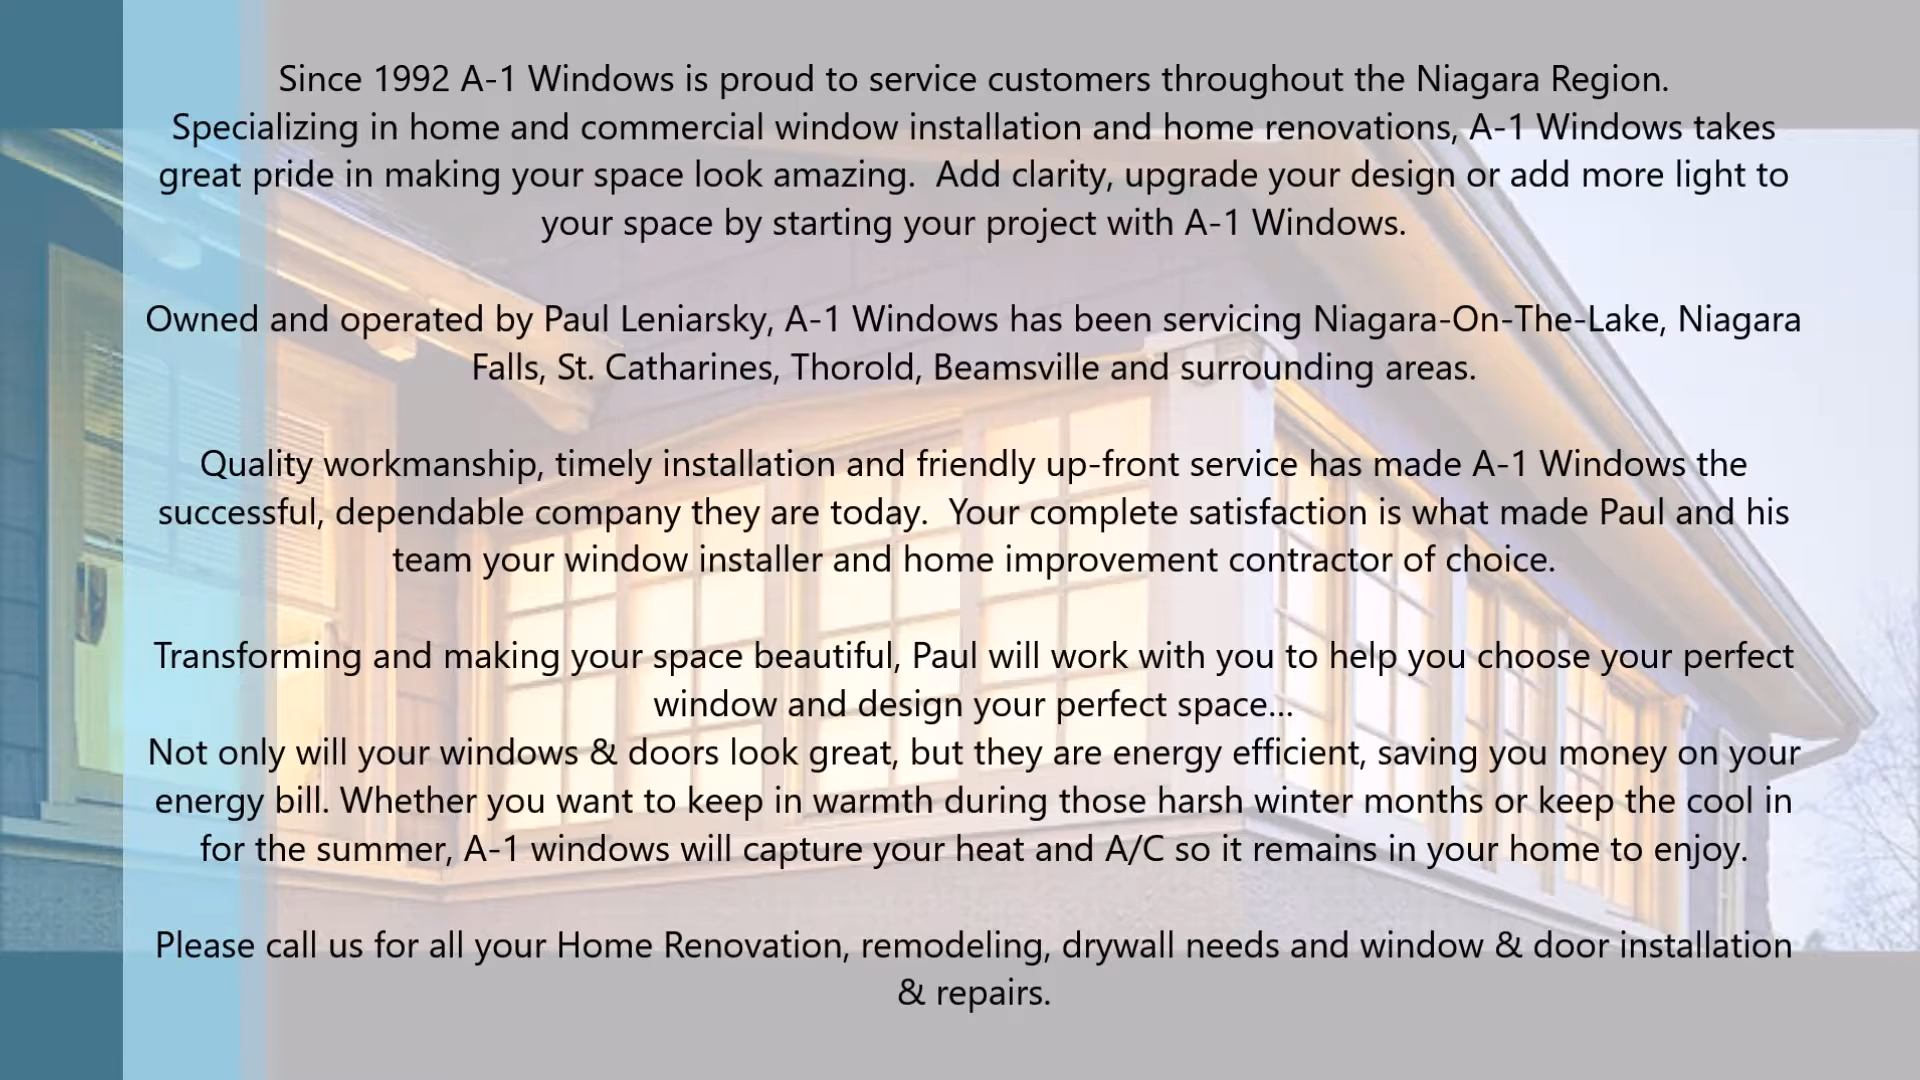 Since 1992 A-1 Windows is proud to service customers throughout the Niagara Region.
Specializing in home and commercial window installation and home renovations, A-1 Windows takes
great pride in making your space look amazing.  Add clarity, upgrade your design or add more light to
your space by starting your project with A-1 Windows.
Owned and operated by Paul Leniarsky, A-1 Windows has been servicing Niagara-On-The-Lake, Niagara
Falls, St. Catharines, Thorold, Beamsville and surrounding areas.
Quality workmanship, timely installation and friendly up-front service has made A-1 Windows the
successful, dependable company they are today.  Your complete satisfaction is what made Paul and his
team your window installer and home improvement contractor of choice.
Transforming and making your space beautiful, Paul will work with you to help you choose your perfect
window and design your perfect space...
Not only will your windows & doors look great, but they are energy efficient, saving you money on your
energy bill. Whether you want to keep in warmth during those harsh winter months or keep the cool in
for the summer, A-1 windows will capture your heat and A/C so it remains in your home to enjoy.
Please call us for all your Home Renovation, remodeling, drywall needs and window & door installation
& repairs.